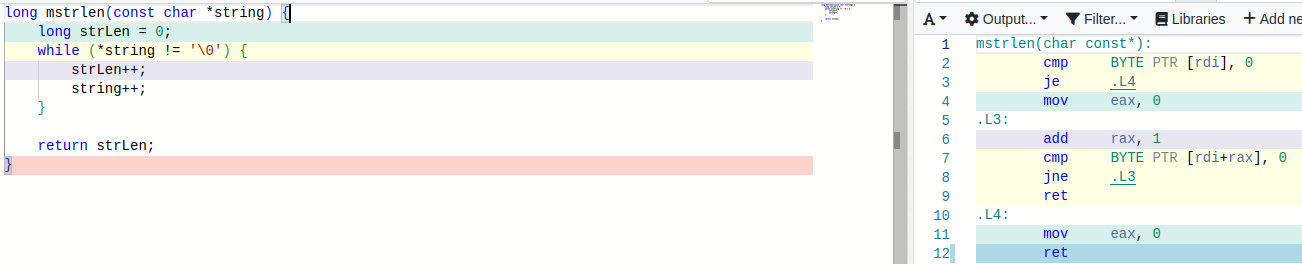 long mstrlen(const char *string) {
    long strLen = 0;
    while (*string != '\0') {
        strLen++;
        string++;
    }
    return strLen;
}
A Output... Filter... Libraries + Add ne
1 mstrlen(char const*):
2         cmp     BYTE PTR [rdi], 0
3         je      .L4
4         mov     eax, 0
5 .L3:
6         add     rax, 1
7         cmp     BYTE PTR [rdi+rax], 0
8         jne     .L3
9         ret
10 .L4:
11         mov     eax, 0
12         ret